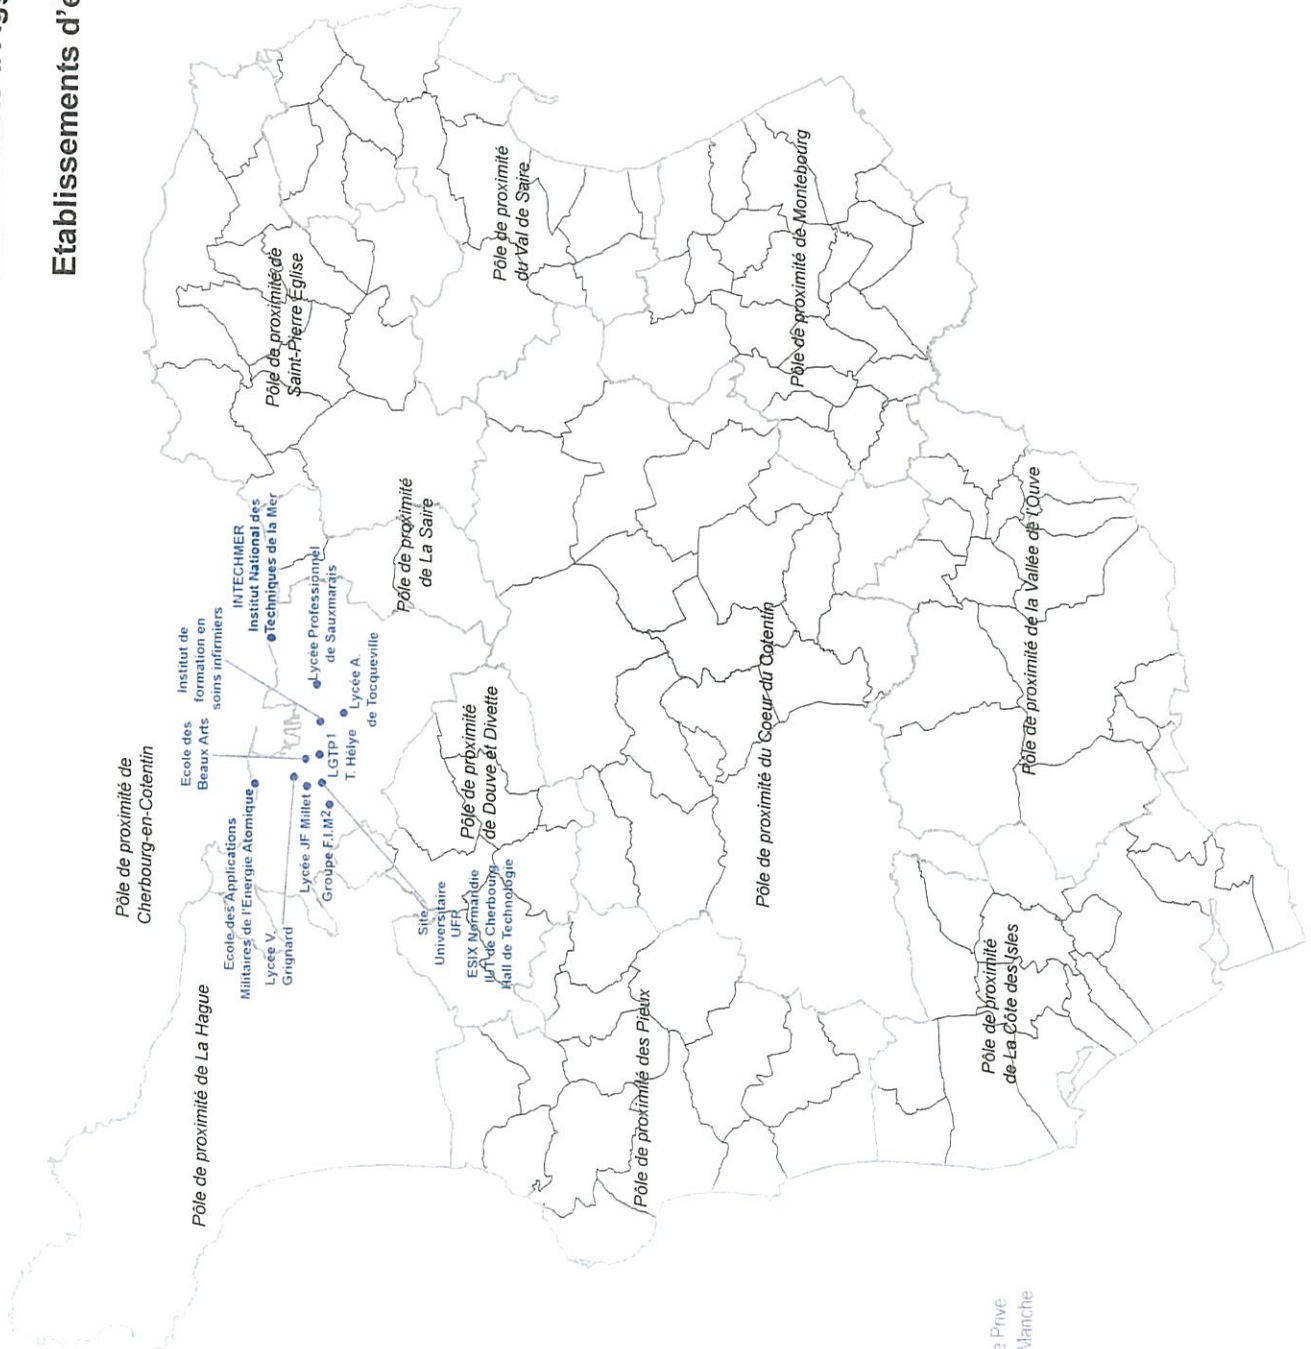 Etablissements d'e
Pôle de proximité de
Cherbourg-en-Cotentin
Pôle de proximité de La Hague
Ecole des
Beaux Arts
Institut de
formation en
soins infirmiers
INTECHMER
Institut National des
Techniques de la Mer
Ecole des Applications
Militaires de l'Energie Atomique
Lycée V.
Grignard
Lycée JF Millet
Groupe F.I.M²
LGTP1
T. Hélye
Lycée Professionnel
de Sauxmarais
Lycée A.
de Tocqueville
Site
Universitaire
UFR
ESIX Normandie
IUT de Cherbourg
Hall de Technologie
Pôle de proximité de
Saint-Pierre Eglise
Pôle de proximité
de La Saire
Pôle de proximité
du Val de Saire
Pôle de proximité
de Douve et Divette
Pôle de proximité des Pieux
Pôle de proximité du Coeur du Cotentin
Pôle de proximité de Montebourg
Pôle de proximité
de La Côte des Isles
Pôle de proximité de la Vallée de l'Ouve
e Privé
Manche